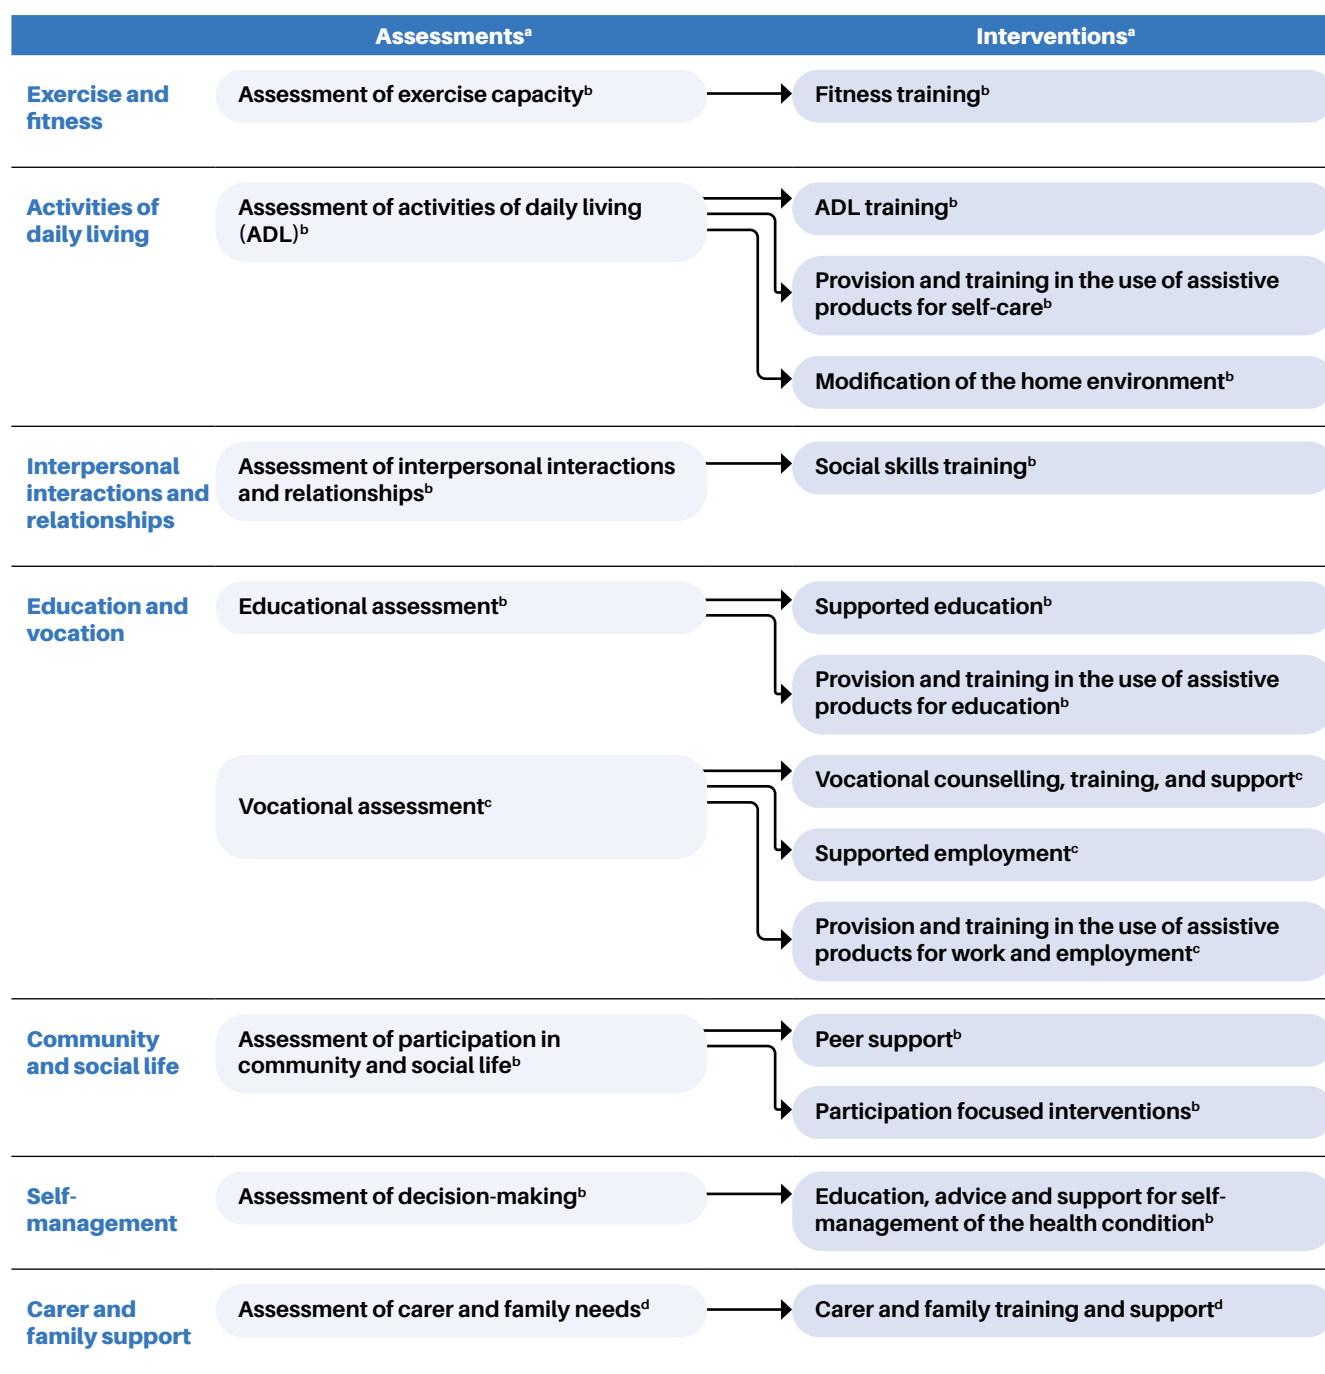 Assessmentsᵃ Interventionsᵃ
Exercise and
fitness
Assessment of exercise capacityᵇ
Fitness trainingᵇ
Activities of
daily living
Assessment of activities of daily living
(ADL)ᵇ
ADL trainingᵇ
Provision and training in the use of assistive
products for self-careᵇ
Modification of the home environmentᵇ
Interpersonal
interactions and
relationships
Assessment of interpersonal interactions
and relationshipsᵇ
Social skills trainingᵇ
Education and
vocation
Educational assessmentᵇ
Supported educationᵇ
Provision and training in the use of assistive
products for educationᵇ
Vocational assessmentᶜ
Vocational counselling, training, and supportᶜ
Supported employmentᶜ
Provision and training in the use of assistive
products for work and employmentᶜ
Community
and social life
Assessment of participation in
community and social lifeᵇ
Peer supportᵇ
Participation focused interventionsᵇ
Self-
management
Assessment of decision-makingᵇ
Education, advice and support for self-
management of the health conditionᵇ
Carer and
family support
Assessment of carer and family needsᵈ
Carer and family training and supportᵈ